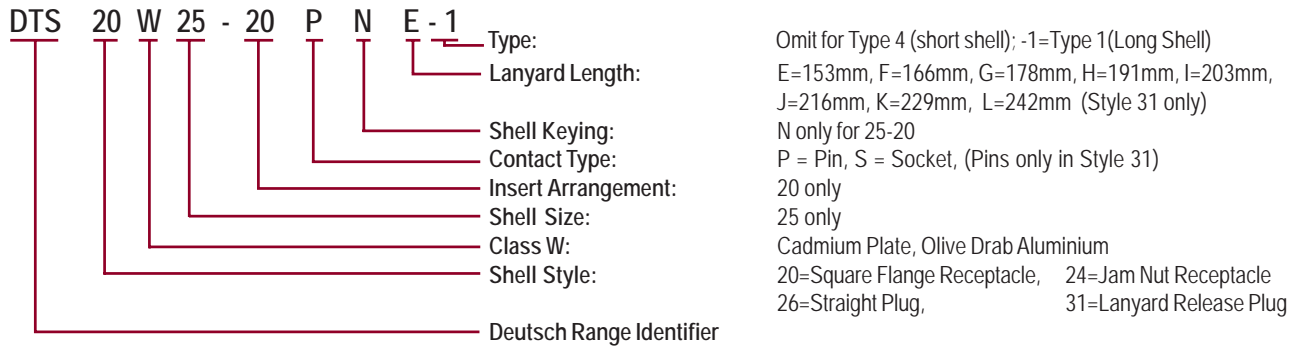 DTS 20 W 25 - 20 P N E - 1
Type: Omit for Type 4 (short shell); -1=Type 1(Long Shell)
Lanyard Length: E=153mm, F=166mm, G=178mm, H=191mm, I=203mm,
J=216mm, K=229mm, L=242mm (Style 31 only)
Shell Keying: N only for 25-20
Contact Type: P = Pin, S = Socket, (Pins only in Style 31)
Insert Arrangement: 20 only
Shell Size: 25 only
Class W: Cadmium Plate, Olive Drab Aluminium
Shell Style: 20=Square Flange Receptacle, 24=Jam Nut Receptacle
26=Straight Plug, 31=Lanyard Release Plug
Deutsch Range Identifier